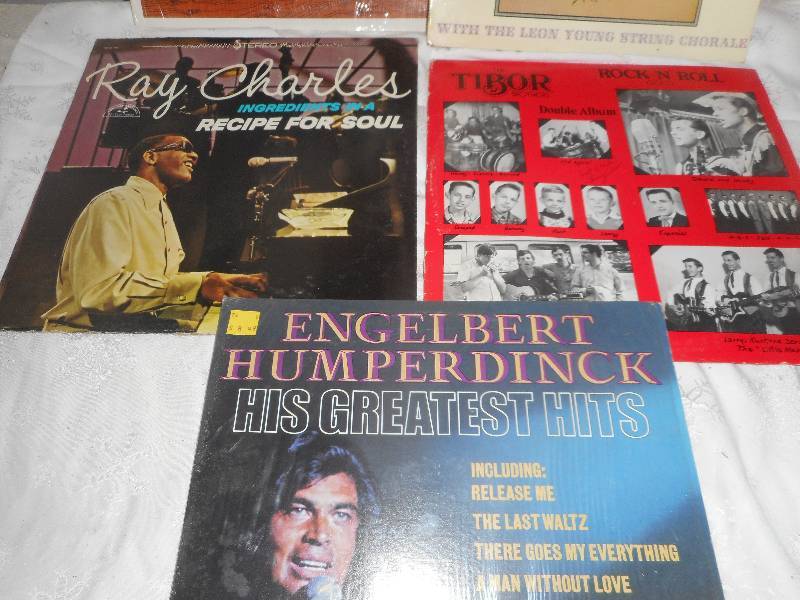 WITH THE LEON YOUNG STRING CHORALE
STEREO
Ray Charles
INGREDIENTS IN A
RECIPE FOR SOUL
TIBOR
BROTHERS
ROCK 'N ROLL
Double Album
ENGELBERT
HUMPERDINCK
HIS GREATEST HITS
INCLUDING:
RELEASE ME
THE LAST WALTZ
THERE GOES MY EVERYTHING
A MAN WITHOUT LOVE